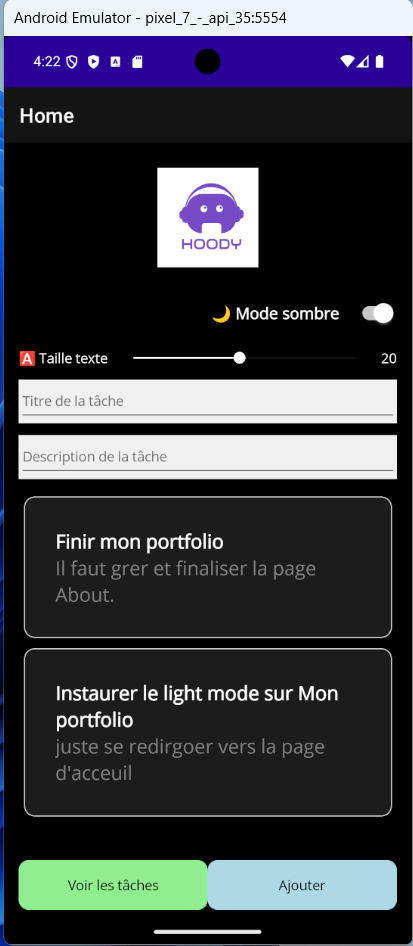 Android Emulator - pixel_7_-_api_35:5554
4:22
Home
HOODY
🌙 Mode sombre
🅰 Taille texte 20
Titre de la tâche
Description de la tâche
Finir mon portfolio
Il faut grer et finaliser la page
About.
Instaurer le light mode sur Mon
portfolio
juste se redirgoer vers la page
d'acceuil
Voir les tâches
Ajouter